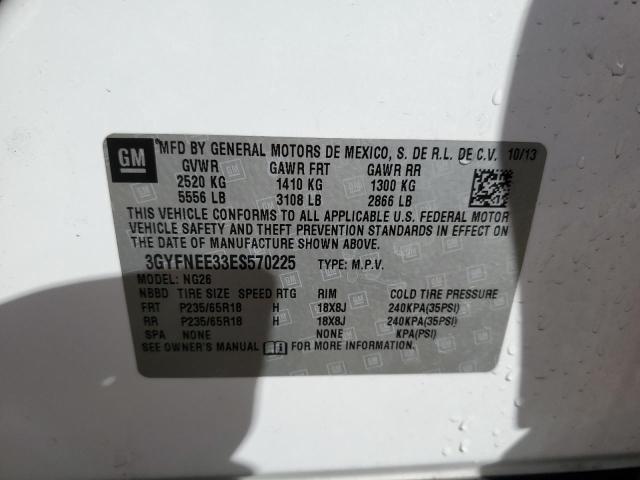 GM
MFD BY GENERAL MOTORS DE MEXICO, S. DE R.L. DE C.V. 10/13
GVWR GAWR FRT GAWR RR
2520 KG 1410 KG 1300 KG
5556 LB 3108 LB 2866 LB
THIS VEHICLE CONFORMS TO ALL APPLICABLE U.S. FEDERAL MOTOR
VEHICLE SAFETY AND THEFT PREVENTION STANDARDS IN EFFECT ON
THE DATE OF MANUFACTURE SHOWN ABOVE.
3GYFNEE33ES570225 TYPE: M.P.V.
MODEL: NG26
NBBD TIRE SIZE SPEED RTG RIM COLD TIRE PRESSURE
FRT P235/65R18 H 18X8J 240KPA(35PSI)
RR P235/65R18 H 18X8J 240KPA(35PSI)
SPA NONE NONE KPA(PSI)
SEE OWNER'S MANUAL FOR MORE INFORMATION.